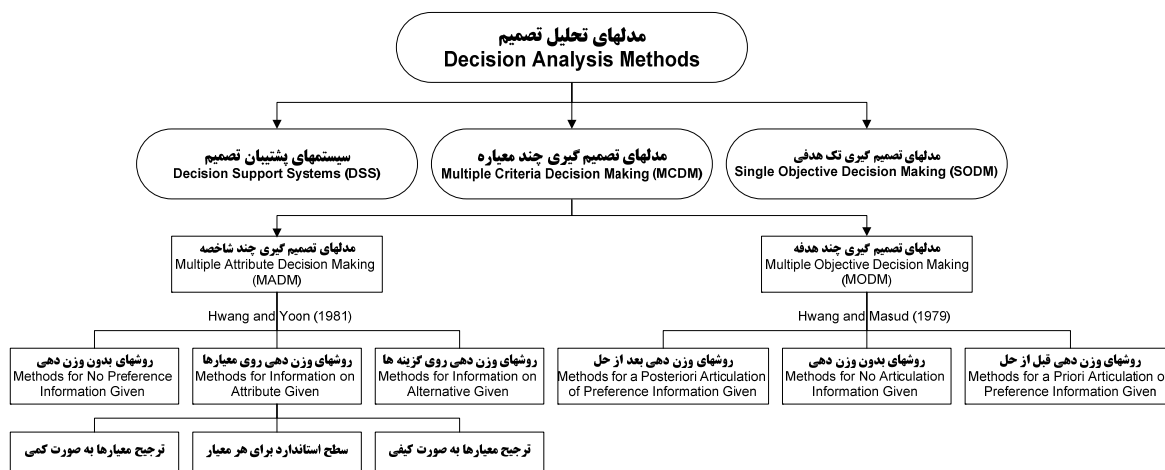 مدلهای تحلیل تصمیم
Decision Analysis Methods
سیستمهای پشتیبان تصمیم
Decision Support Systems (DSS)
مدلهای تصمیم گیری چند معیاره
Multiple Criteria Decision Making (MCDM)
مدلهای تصمیم گیری تک هدفی
Single Objective Decision Making (SODM)
مدلهای تصمیم گیری چند شاخصه
Multiple Attribute Decision Making
(MADM)
مدلهای تصمیم گیری چند هدفه
Multiple Objective Decision Making
(MODM)
Hwang and Yoon (1981)
Hwang and Masud (1979)
روشهای بدون وزن دهی
Methods for No Preference
Information Given
روشهای وزن دهی روی معیارها
Methods for Information on
Attribute Given
روشهای وزن دهی روی گزینه ها
Methods for Information on
Alternative Given
روشهای وزن دهی بعد از حل
Methods for a Posteriori Articulation
of Preference Information Given
روشهای بدون وزن دهی
Methods for No Articulation
Information Given
روشهای وزن دهی قبل از حل
Methods for a Priori Articulation o
Preference Information Given
ترجیح معیارها به صورت کمی
سطح استاندارد برای هر معیار
ترجیح معیارها به صورت کیفی